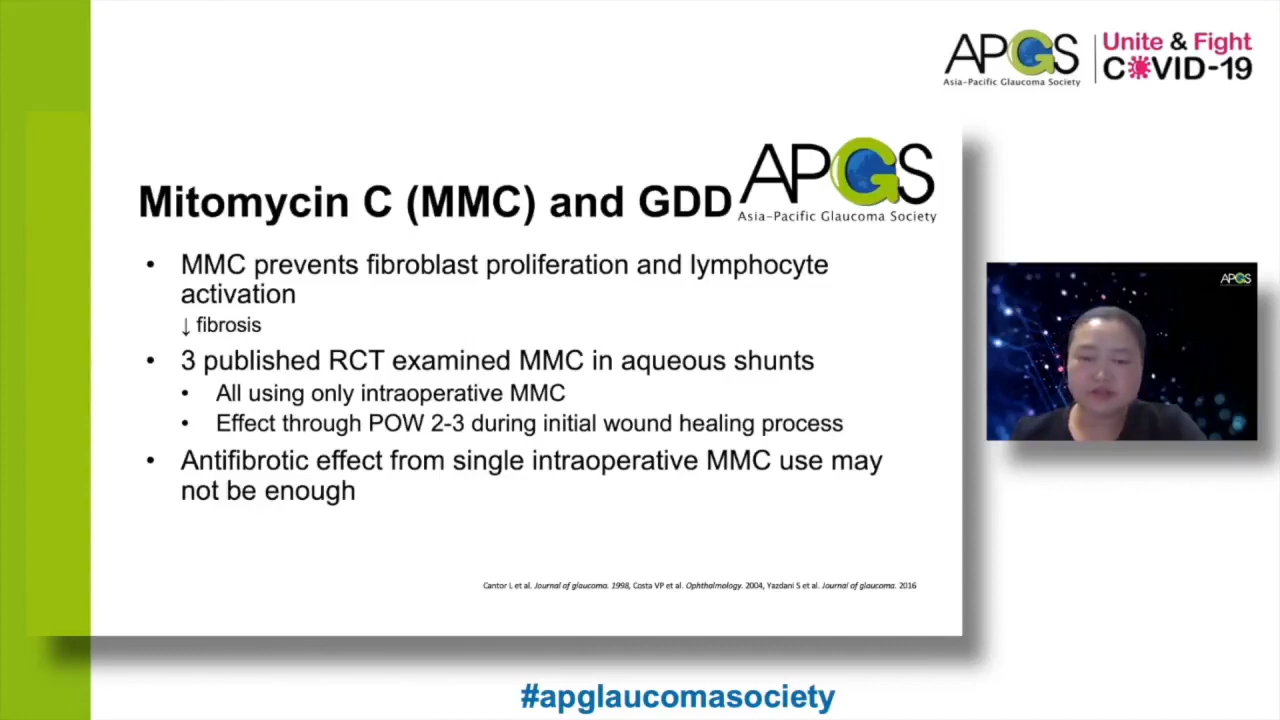 APGS
Asia-Pacific Glaucoma Society
Unite & Fight
COVID-19
APGS
Asia-Pacific Glaucoma Society
Mitomycin C (MMC) and GDD
• MMC prevents fibroblast proliferation and lymphocyte
activation
↓ fibrosis
• 3 published RCT examined MMC in aqueous shunts
• All using only intraoperative MMC
• Effect through POW 2-3 during initial wound healing process
• Antifibrotic effect from single intraoperative MMC use may
not be enough
Cantor L et al. Journal of glaucoma. 1998, Costa VP et al. Ophthalmology. 2004, Yazdani S et al. Journal of glaucoma. 2016
APGS
#apglaucomasociety